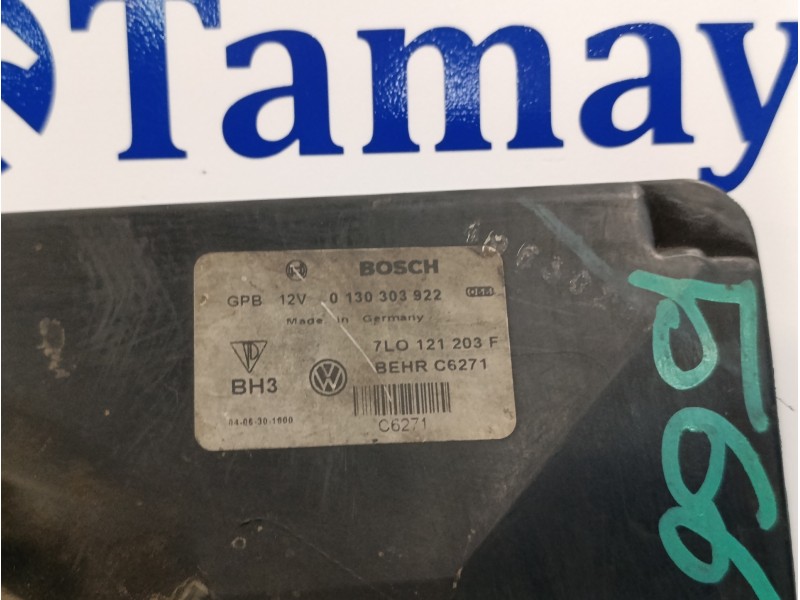 Tamay
BOSCH
GPB 12V 0 130 303 922
Made in Germany
7LO 121 203 F
BEHR C6271
BH3
04-06-30.1600
C6271